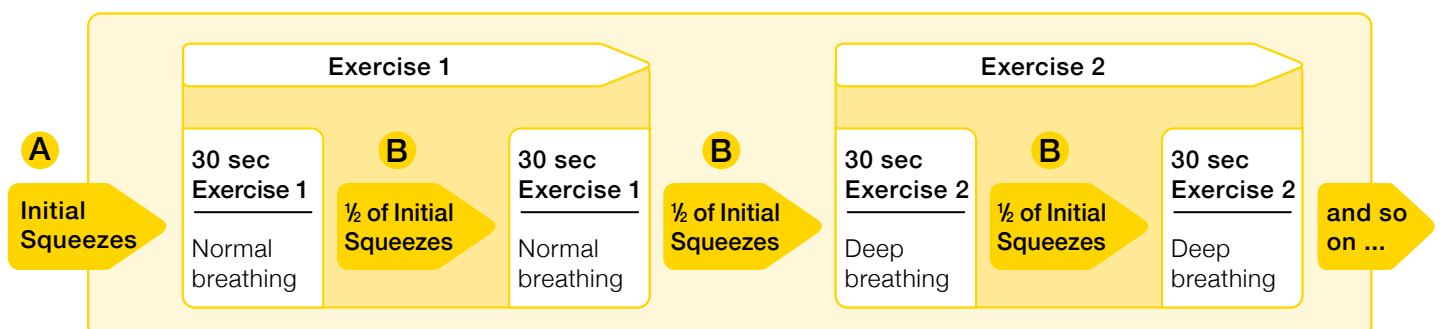 Exercise 1
Exercise 2
A
Initial
Squeezes
30 sec
Exercise 1
Normal
breathing
B
½ of Initial
Squeezes
30 sec
Exercise 1
Normal
breathing
B
½ of Initial
Squeezes
30 sec
Exercise 2
Deep
breathing
B
½ of Initial
Squeezes
30 sec
Exercise 2
Deep
breathing
and so
on ...